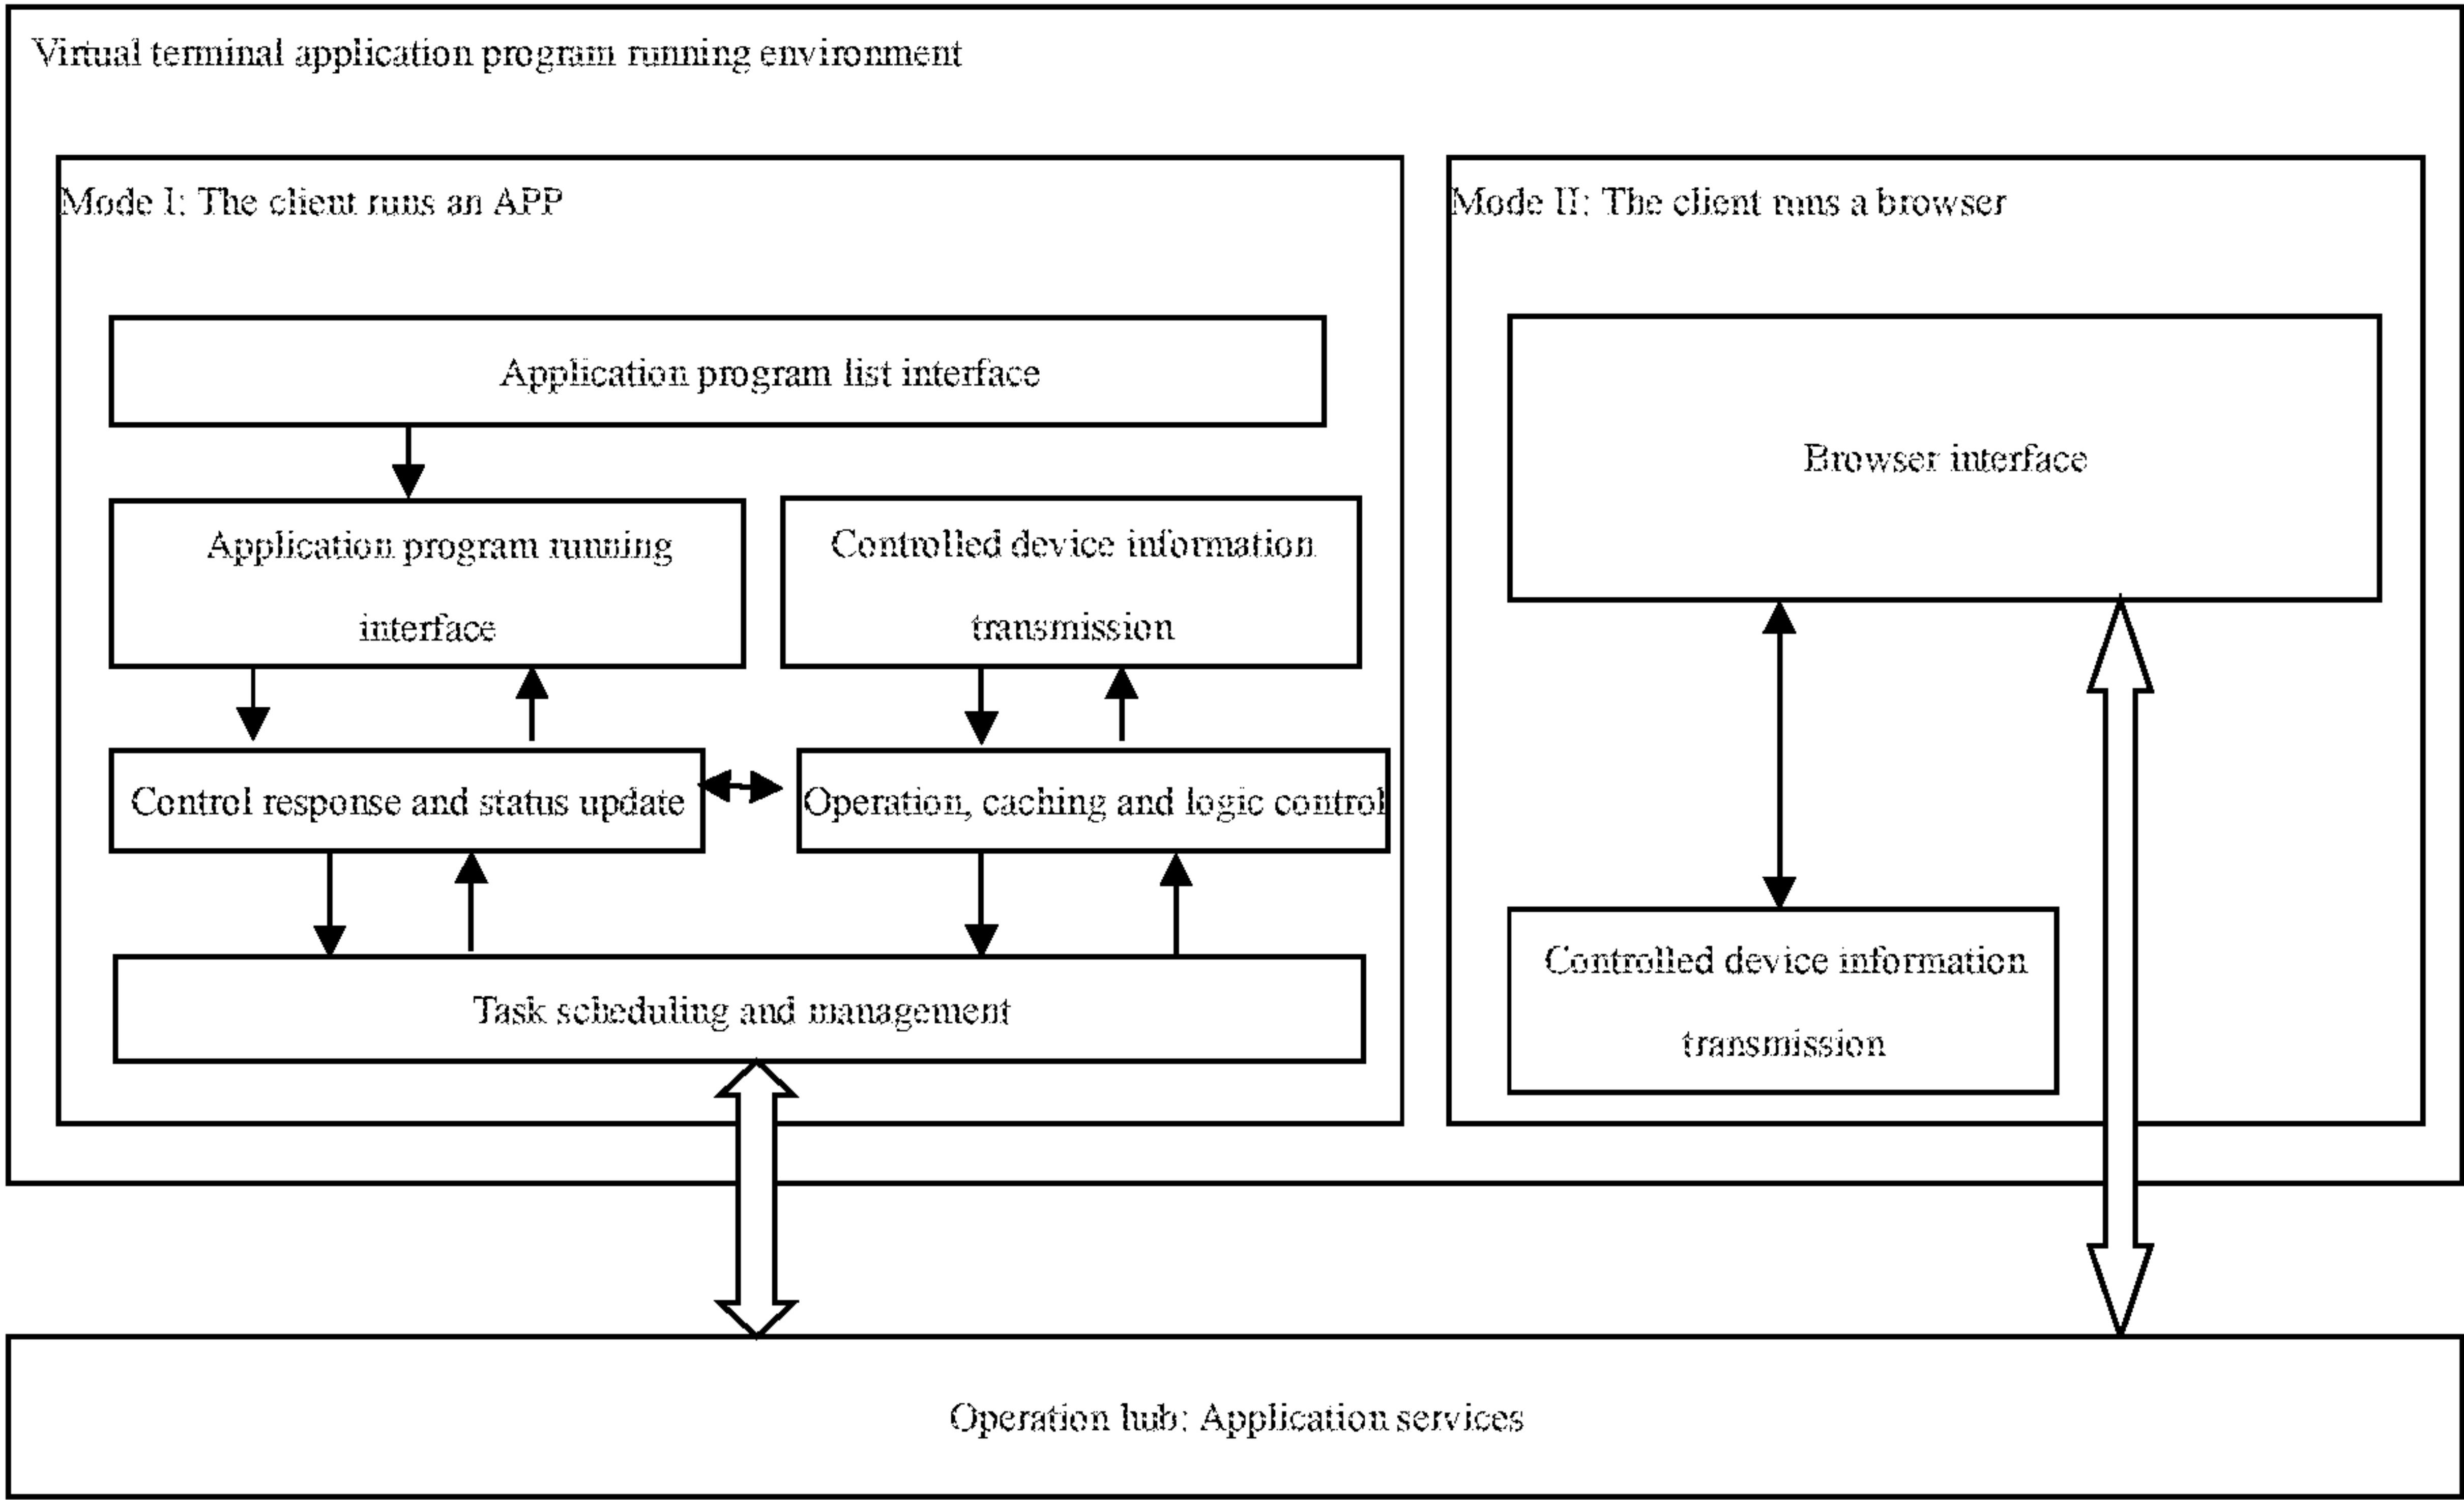 Virtual terminal application program running environment
Mode I: The client runs an APP
Application program list interface
Application program running
interface
Controlled device information
transmission
Control response and status update
Operation, caching and logic control
Task scheduling and management
Mode II: The client runs a browser
Browser interface
Controlled device information
transmission
Operation hub: Application services